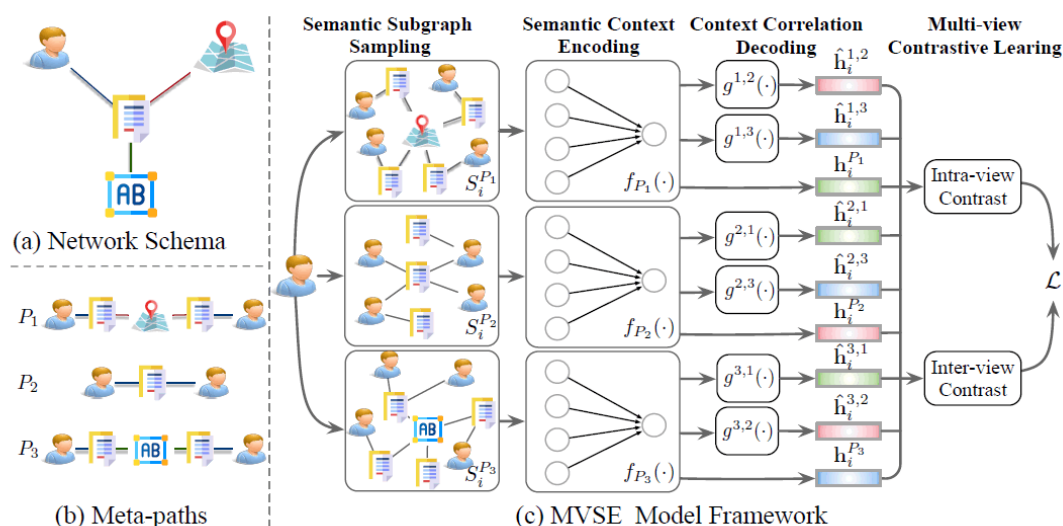 (a) Network Schema
AB
(b) Meta-paths
P₁
P₂
P₃
AB
Semantic Subgraph
Sampling
Semantic Context
Encoding
Context Correlation
Decoding
Multi-view
Contrastive Learing
S_i^{P₁}
f_{P₁}(·)
g^{1,2}(·)
ĥ_i^{1,2}
g^{1,3}(·)
ĥ_i^{1,3}
h_i^{P₁}
S_i^{P₂}
f_{P₂}(·)
g^{2,1}(·)
ĥ_i^{2,1}
g^{2,3}(·)
ĥ_i^{2,3}
h_i^{P₂}
AB
S_i^{P₃}
f_{P₃}(·)
g^{3,1}(·)
ĥ_i^{3,1}
g^{3,2}(·)
ĥ_i^{3,2}
h_i^{P₃}
Intra-view
Contrast
ℒ
Inter-view
Contrast
(c) MVSE Model Framework